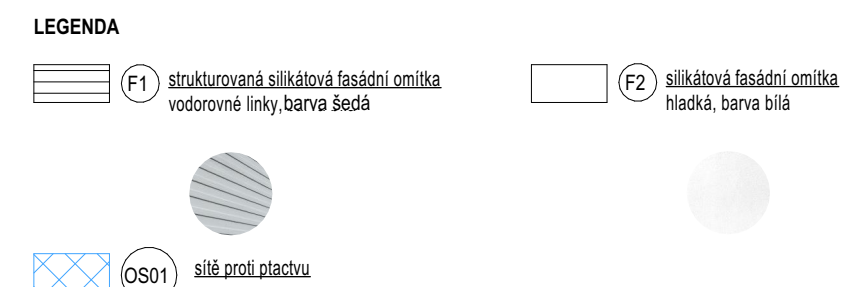 LEGENDA
F1 strukturovaná silikátová fasádní omítka
vodorovné linky, barva šedá
F2 silikátová fasádní omítka
hladká, barva bílá
OS01 sítě proti ptactvu